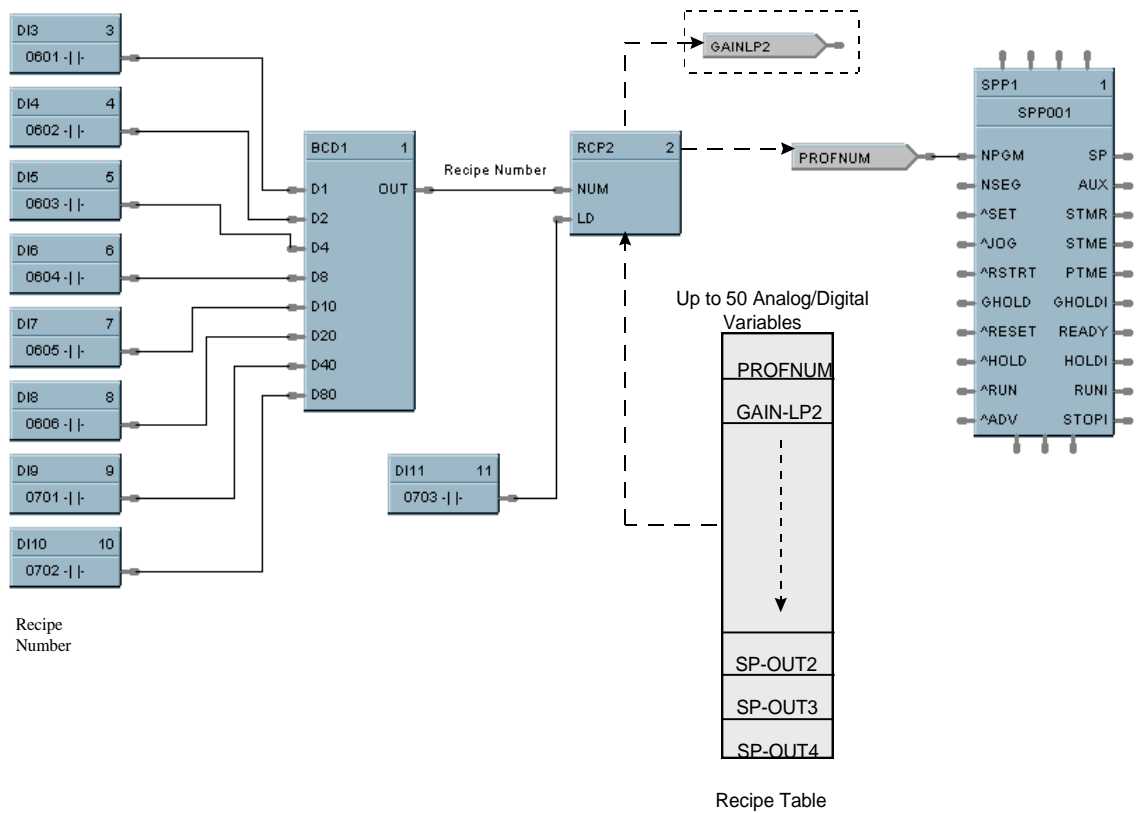 DI3 3
0601 -| |-
DI4 4
0602 -| |-
DI5 5
0603 -| |-
DI6 6
0604 -| |-
DI7 7
0605 -| |-
DI8 8
0606 -| |-
DI9 9
0701 -| |-
DI10 10
0702 -| |-
Recipe
Number
BCD1 1
D1 OUT
D2
D4
D8
D10
D20
D40
D80
Recipe Number
DI11 11
0703 -| |-
RCP2 2
NUM
LD
GAINLP2
PROFNUM
SPP1 1
SPP001
NPGM SP
NSEG AUX
^SET STMR
^JOG STME
^RSTRT PTME
GHOLD GHOLDI
^RESET READY
^HOLD HOLDI
^RUN RUNI
^ADV STOPI
Up to 50 Analog/Digital
Variables
PROFNUM
GAIN-LP2
SP-OUT2
SP-OUT3
SP-OUT4
Recipe Table